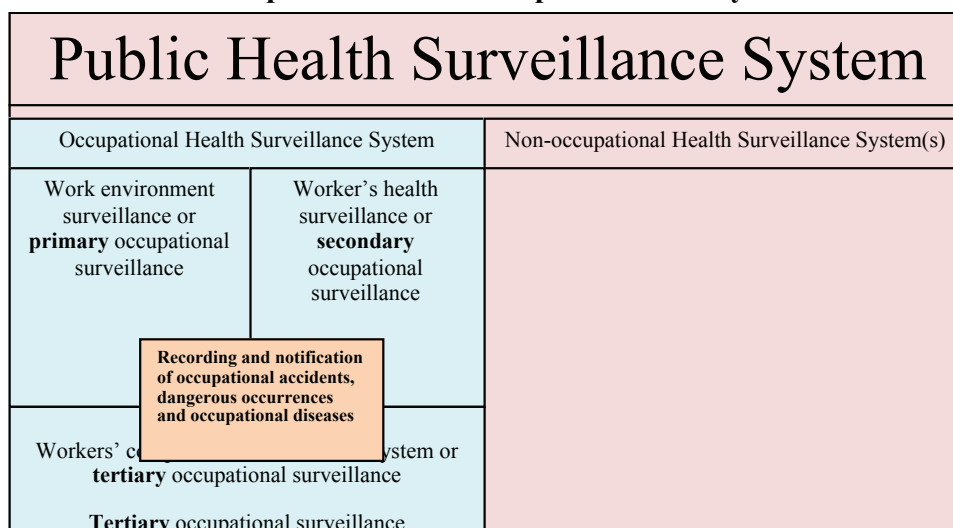 Public Health Surveillance System
Occupational Health Surveillance System
Non-occupational Health Surveillance System(s)
Work environment
surveillance or
primary occupational
surveillance
Worker’s health
surveillance or
secondary
occupational
surveillance
Recording and notification
of occupational accidents,
dangerous occurrences
and occupational diseases
Workers’ or
tertiary occupational surveillance
Tertiary occupational surveillance